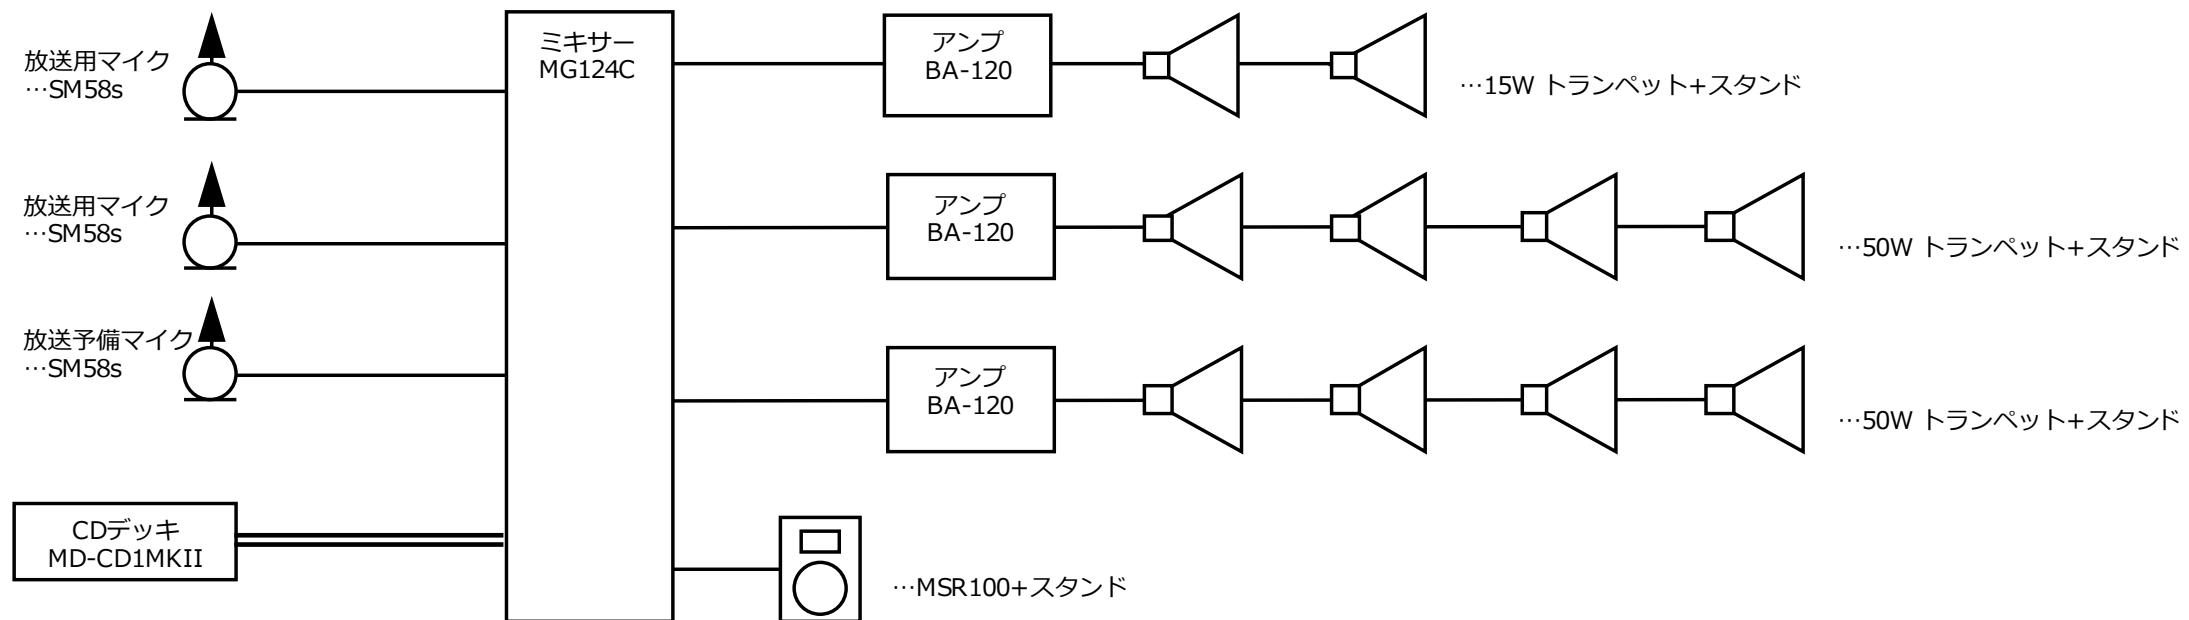 放送用マイク
…SM58s
ミキサー
MG124C
アンプ
BA-120
…15W トランペット+スタンド
放送用マイク
…SM58s
アンプ
BA-120
…50W トランペット+スタンド
放送予備マイク
…SM58s
アンプ
BA-120
…50W トランペット+スタンド
CDデッキ
MD-CD1MKII
…MSR100+スタンド